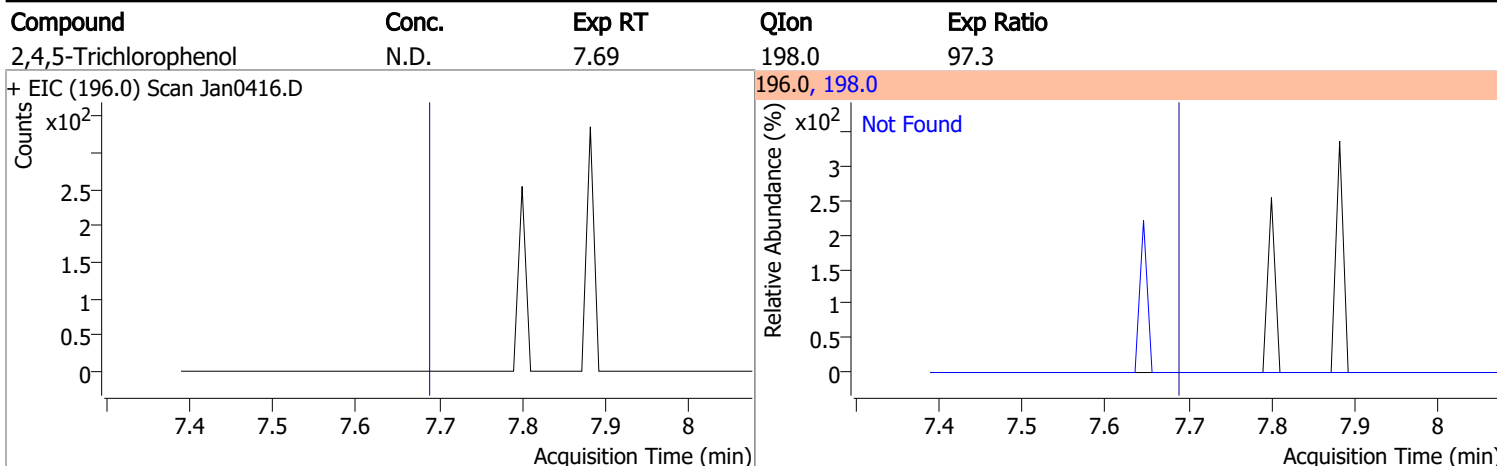 Compound Conc. Exp RT QIon Exp Ratio
2,4,5-Trichlorophenol N.D. 7.69 198.0 97.3
+ EIC (196.0) Scan Jan0416.D
Counts
x10²
2.5
2
1.5
1
0.5
0
7.4 7.5 7.6 7.7 7.8 7.9 8
Acquisition Time (min)
196.0, 198.0
Relative Abundance (%)
x10²
Not Found
3
2.5
2
1.5
1
0.5
0
7.4 7.5 7.6 7.7 7.8 7.9 8
Acquisition Time (min)